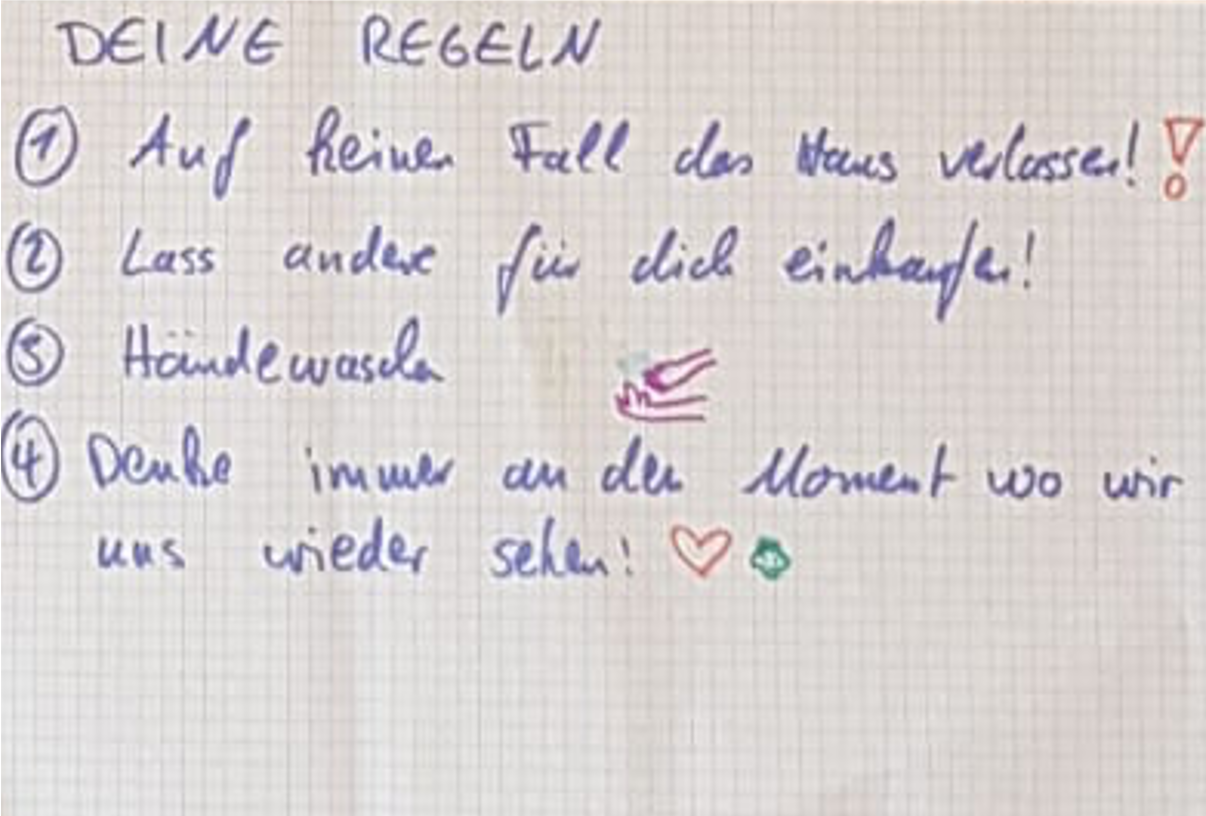 DEINE REGELN
① Auf keinen Fall das Haus verlassen!
② Lass andere für dich einkaufen!
③ Händewaschen
④ Denke immer an den Moment wo wir
uns wieder sehen!